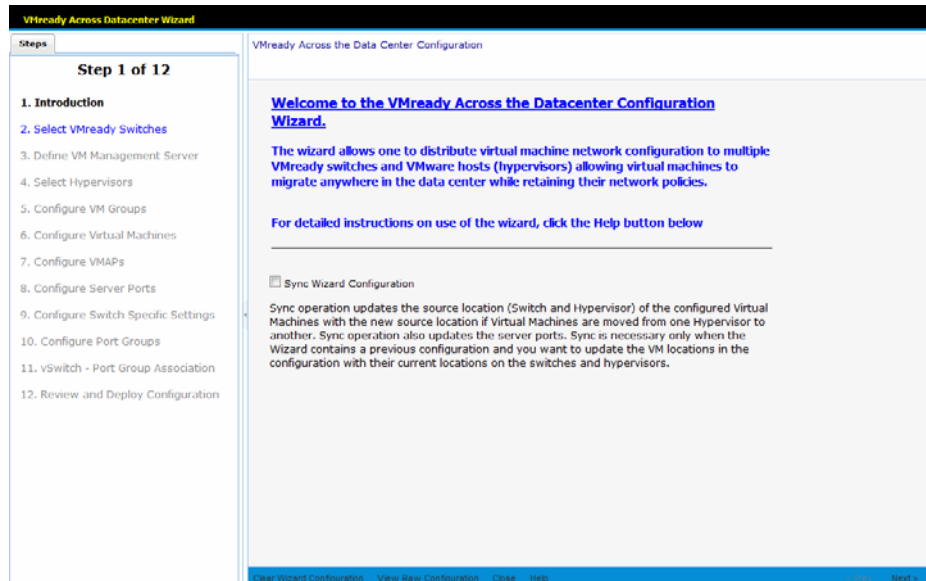 VMready Across Datacenter Wizard
Steps
VMready Across the Data Center Configuration
Step 1 of 12
1. Introduction
2. Select VMready Switches
3. Define VM Management Server
4. Select Hypervisors
5. Configure VM Groups
6. Configure Virtual Machines
7. Configure VMAPs
8. Configure Server Ports
9. Configure Switch Specific Settings
10. Configure Port Groups
11. vSwitch - Port Group Association
12. Review and Deploy Configuration
Welcome to the VMready Across the Datacenter Configuration
Wizard.
The wizard allows one to distribute virtual machine network configuration to multiple
VMready switches and VMware hosts (hypervisors) allowing virtual machines to
migrate anywhere in the data center while retaining their network policies.
For detailed instructions on use of the wizard, click the Help button below
Sync Wizard Configuration
Sync operation updates the source location (Switch and Hypervisor) of the configured Virtual
Machines with the new source location if Virtual Machines are moved from one Hypervisor to
another. Sync operation also updates the server ports. Sync is necessary only when the
Wizard contains a previous configuration and you want to update the VM locations in the
configuration with their current locations on the switches and hypervisors.
Clear Wizard Configuration View Raw Configuration Close Help Next >